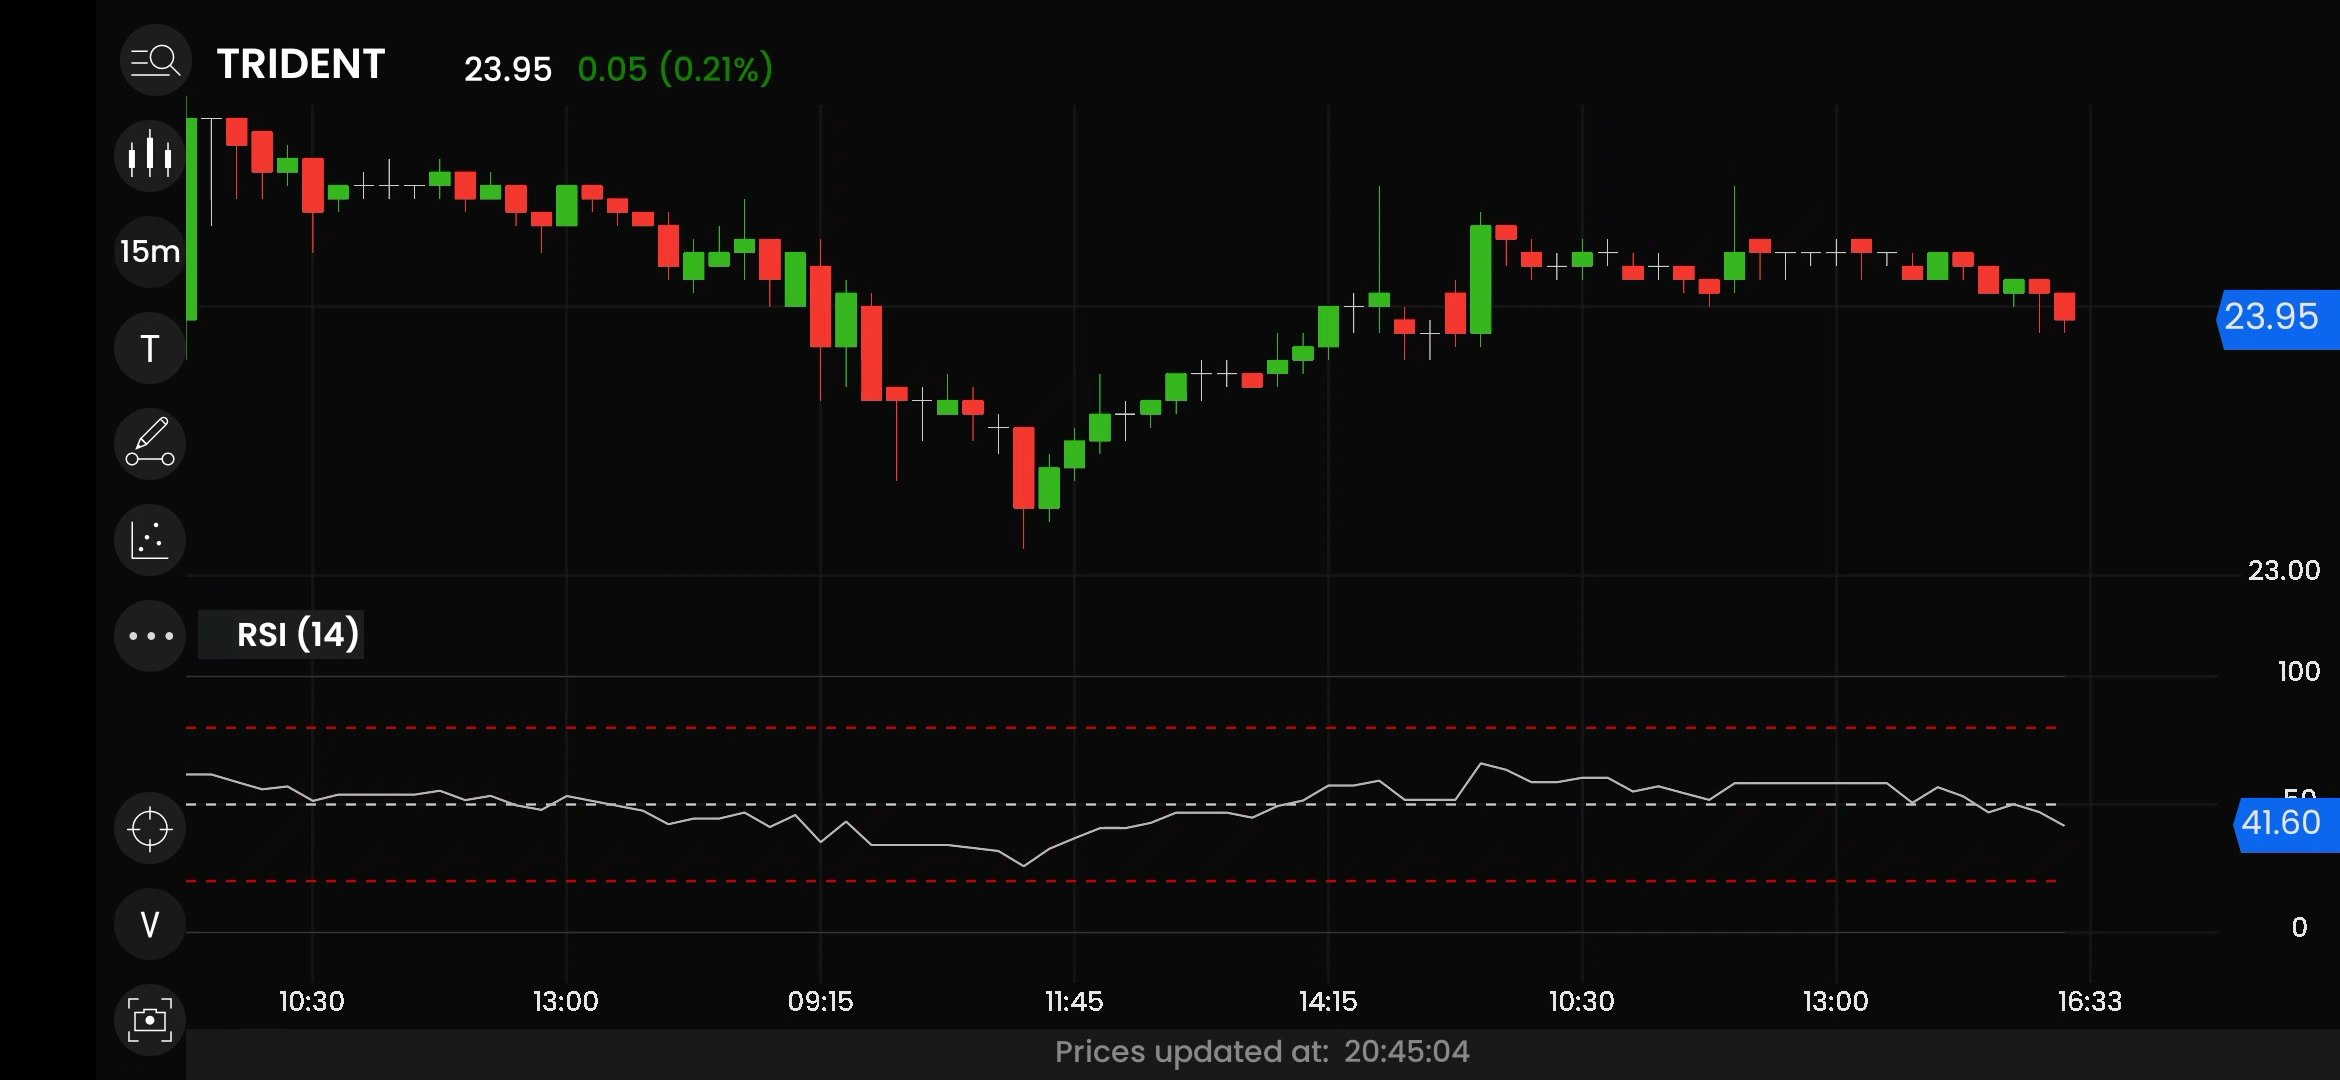 TRIDENT 23.95 0.05 (0.21%)
15m
T
23.95
23.00
RSI (14)
100
50
41.60
V
0
10:30 13:00 09:15 11:45 14:15 10:30 13:00 16:33
Prices updated at: 20:45:04